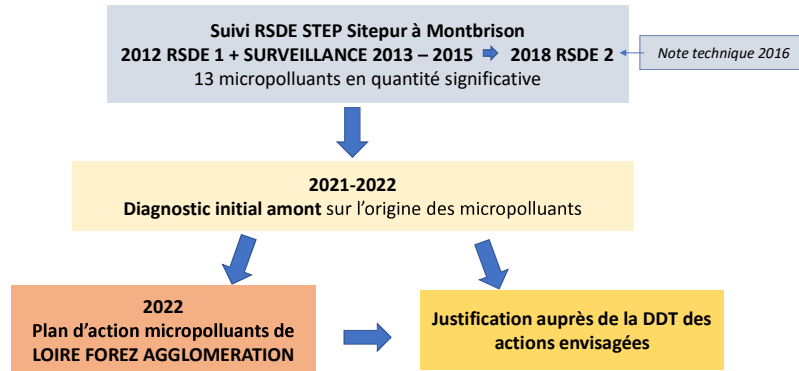 Suivi RSDE STEP Sitepur à Montbrison
2012 RSDE 1 + SURVEILLANCE 2013 – 2015 2018 RSDE 2
13 micropolluants en quantité significative
Note technique 2016
2021-2022
Diagnostic initial amont sur l'origine des micropolluants
2022
Plan d'action micropolluants de
LOIRE FOREZ AGGLOMERATION
Justification auprès de la DDT des
actions envisagées